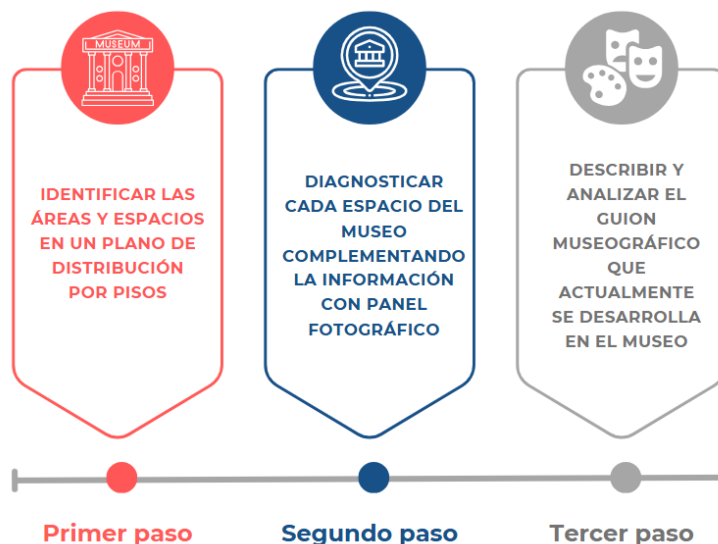 MUSEUM
IDENTIFICAR LAS
ÁREAS Y ESPACIOS
EN UN PLANO DE
DISTRIBUCIÓN
POR PISOS
DIAGNOSTICAR
CADA ESPACIO DEL
MUSEO
COMPLEMENTANDO
LA INFORMACIÓN
CON PANEL
FOTOGRÁFICO
DESCRIBIR Y
ANALIZAR EL
GUION
MUSEOGRÁFICO
QUE
ACTUALMENTE
SE DESARROLLA
EN EL MUSEO
Primer paso
Segundo paso
Tercer paso